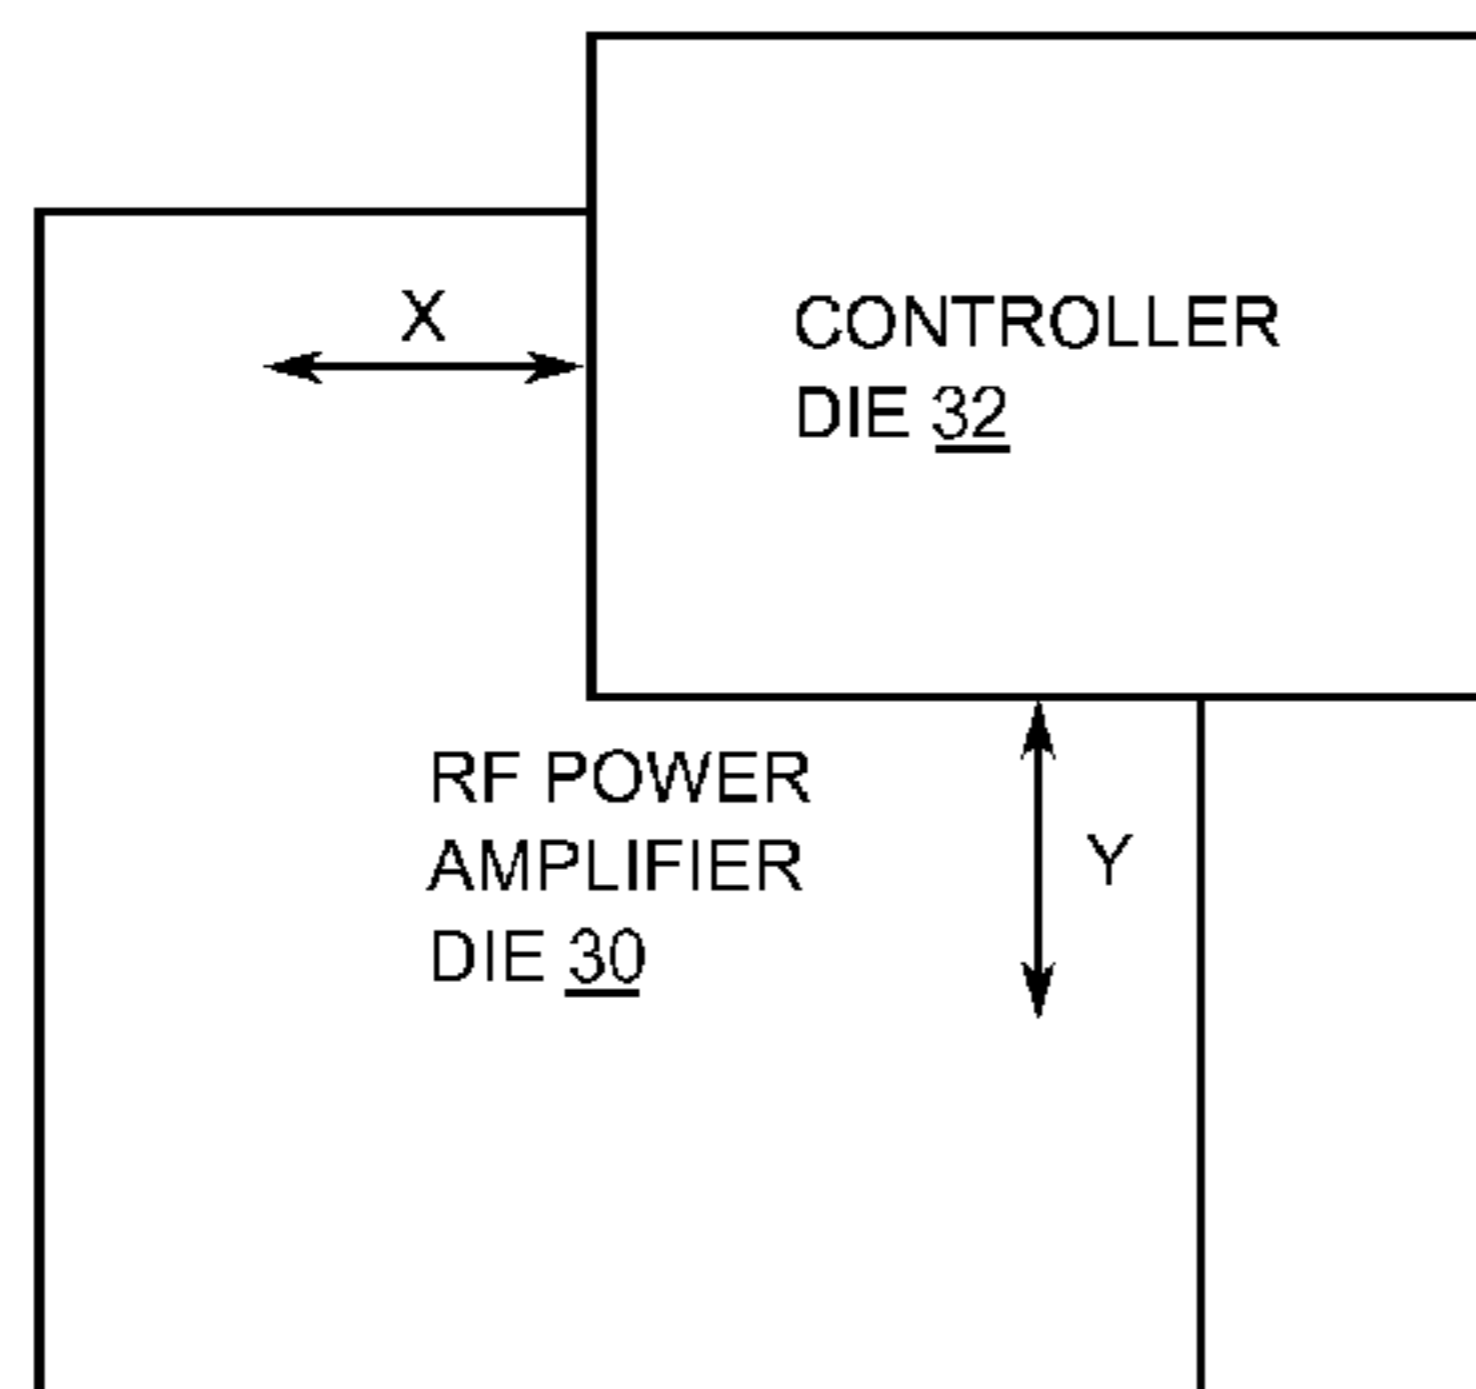 X
CONTROLLER
DIE 32
RF POWER
AMPLIFIER
DIE 30
Y